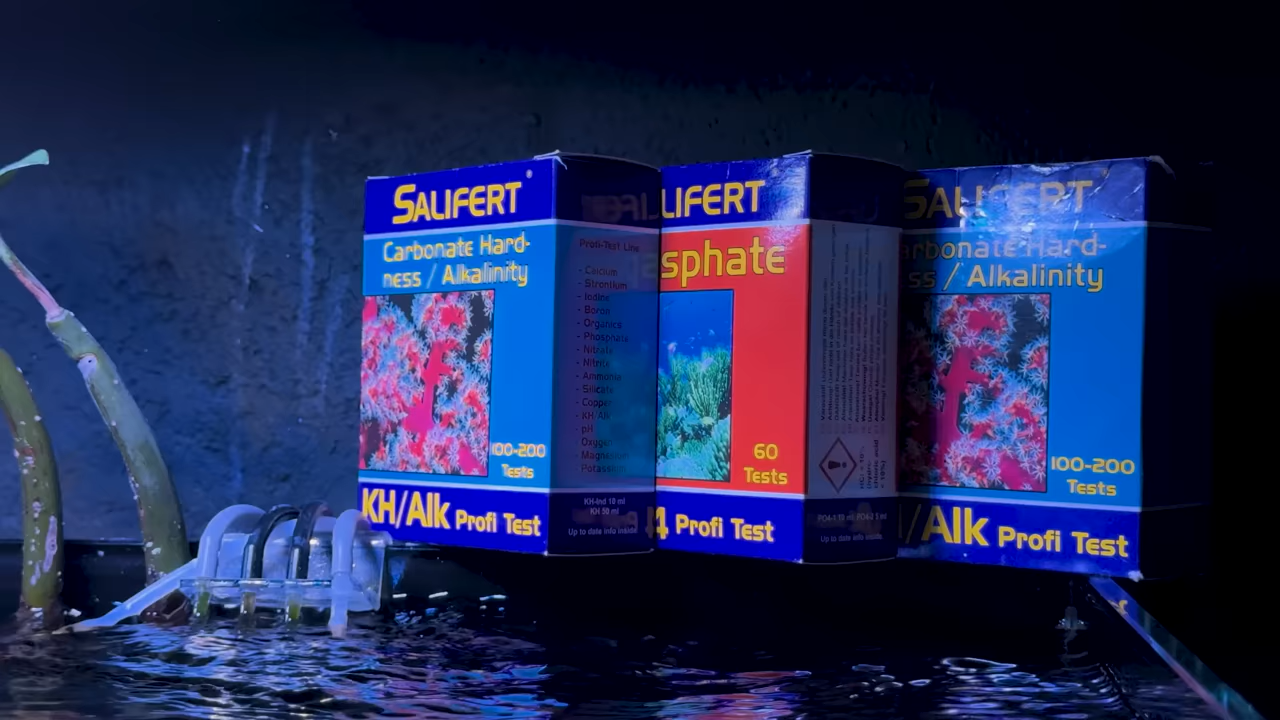 SALIFERT®
Carbonate Hard-
ness / Alkalinity
100-200
Tests
KH/Alk Profi Test
Profi-Test Line
- Calcium
- Strontium
- Iodine
- Boron
- Organics
- Phosphate
- Nitrate
- Nitrite
- Ammonia
- Silicate
- Copper
- KH/Alk
- pH
- Oxygen
- Magnesium
- Potassium
KH-Ind 10 ml
KH 50 ml
Up to date info inside
LIFERT
sphate
60
Tests
4 Profi Test
Up to date info inside
SALIFERT
arbonate Hard-
ss / Alkalinity
100-200
Tests
/Alk Profi Test